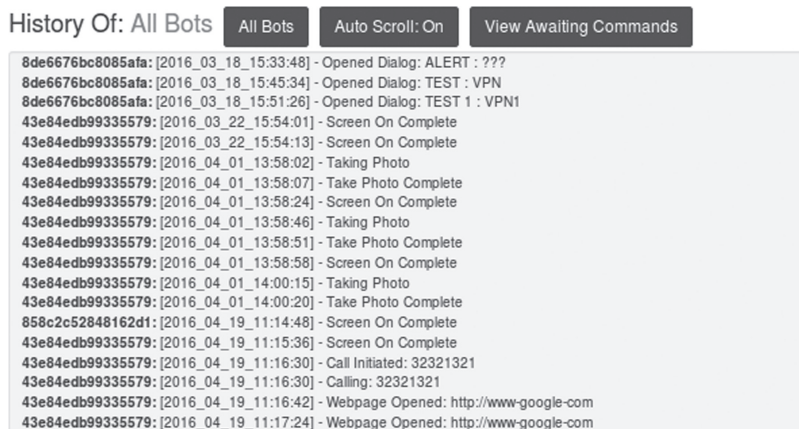 History Of: All Bots All Bots Auto Scroll: On View Awaiting Commands
8de6676bc8085afa: [2016_03_18_15:33:48] - Opened Dialog: ALERT : ???
8de6676bc8085afa: [2016_03_18_15:45:34] - Opened Dialog: TEST : VPN
8de6676bc8085afa: [2016_03_18_15:51:26] - Opened Dialog: TEST 1 : VPN1
43e84edb99335579: [2016_03_22_15:54:01] - Screen On Complete
43e84edb99335579: [2016_03_22_15:54:13] - Screen On Complete
43e84edb99335579: [2016_04_01_13:58:02] - Taking Photo
43e84edb99335579: [2016_04_01_13:58:07] - Take Photo Complete
43e84edb99335579: [2016_04_01_13:58:24] - Screen On Complete
43e84edb99335579: [2016_04_01_13:58:46] - Taking Photo
43e84edb99335579: [2016_04_01_13:58:51] - Take Photo Complete
43e84edb99335579: [2016_04_01_13:58:58] - Screen On Complete
43e84edb99335579: [2016_04_01_14:00:15] - Taking Photo
43e84edb99335579: [2016_04_01_14:00:20] - Take Photo Complete
858c2c52848162d1: [2016_04_19_11:14:48] - Screen On Complete
43e84edb99335579: [2016_04_19_11:15:36] - Screen On Complete
43e84edb99335579: [2016_04_19_11:16:30] - Call Initiated: 32321321
43e84edb99335579: [2016_04_19_11:16:30] - Calling: 32321321
43e84edb99335579: [2016_04_19_11:16:42] - Webpage Opened: http://www-google-com
43e84edb99335579: [2016_04_19_11:17:24] - Webpage Opened: http://www-google-com